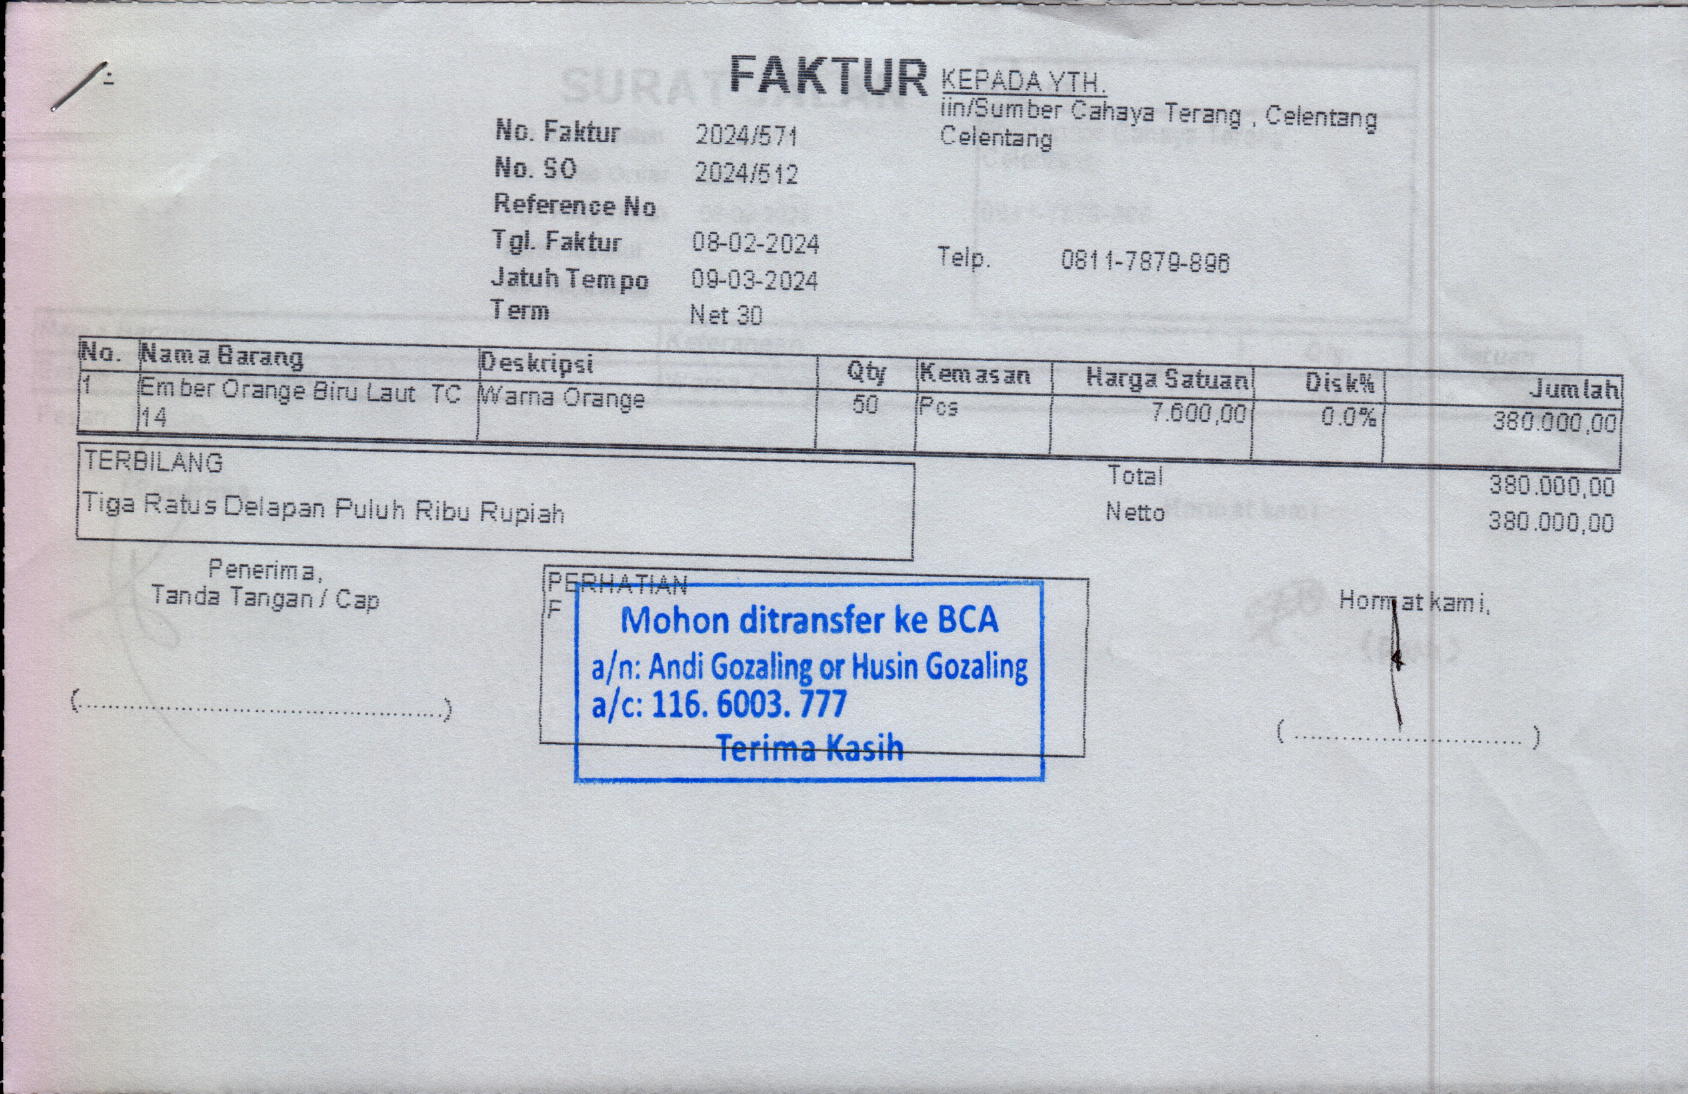 FAKTUR
KEPADA YTH.
iin/Sumber Cahaya Terang , Celentang
Celentang
No. Faktur 2024/571
No. SO 2024/512
Reference No
Tgl. Faktur 08-02-2024
Jatuh Tempo 09-03-2024
Term Net 30
Telp. 0811-7879-896
No. Nama Barang Deskripsi Qty Kemasan Harga Satuan Disk% Jumlah
1 Ember Orange Biru Laut TC Warna Orange 50 Pcs 7.600,00 0.0% 380.000,00
14
TERBILANG
Tiga Ratus Delapan Puluh Ribu Rupiah
Total 380.000,00
Netto 380.000,00
Penerima,
Tanda Tangan / Cap
(..................................................)
PERHATIAN
F
Mohon ditransfer ke BCA
a/n: Andi Gozaling or Husin Gozaling
a/c: 116. 6003. 777
Terima Kasih
Hormat kami,
( ............................... )